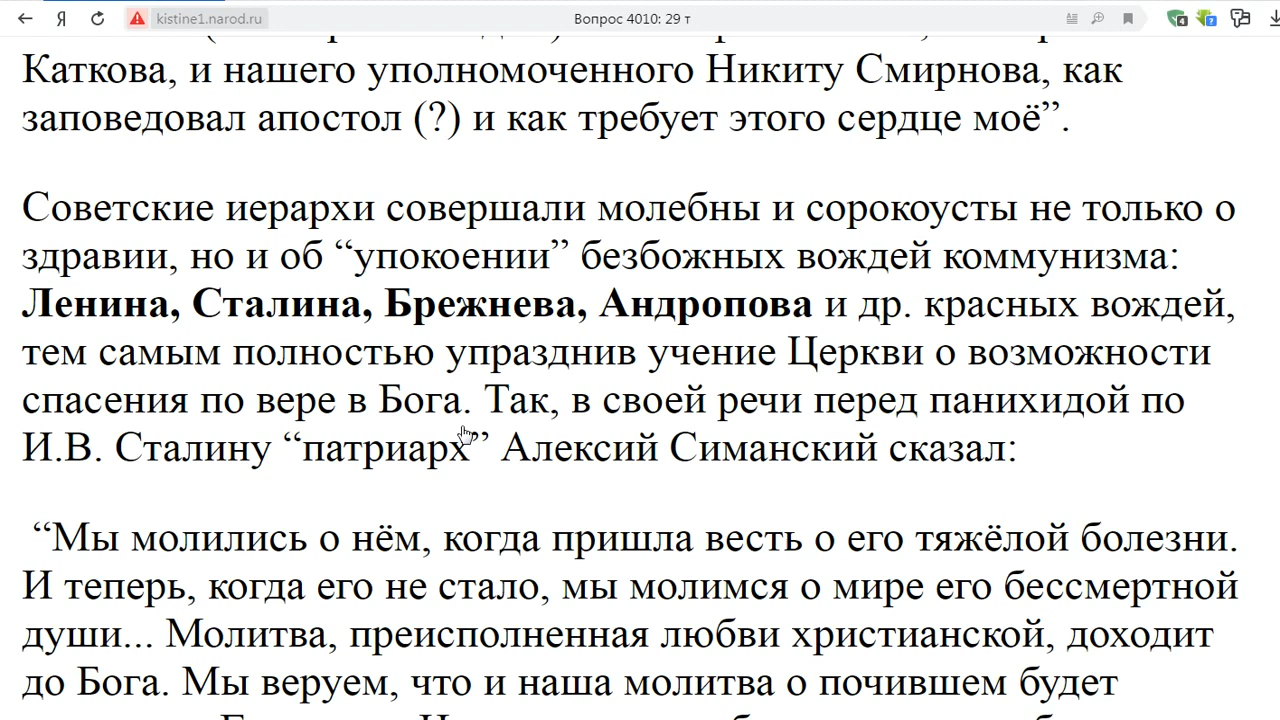 Я
kistine1.narod.ru
Вопрос 4010: 29 т
4
?
Каткова, и нашего уполномоченного Никиту Смирнова, как
заповедовал апостол (?) и как требует этого сердце моё”.
Советские иерархи совершали молебны и сорокоусты не только о
здравии, но и об “упокоении” безбожных вождей коммунизма:
Ленина, Сталина, Брежнева, Андропова и др. красных вождей,
тем самым полностью упразднив учение Церкви о возможности
спасения по вере в Бога. Так, в своей речи перед панихидой по
И.В. Сталину “патриарх” Алексий Симанский сказал:
“Мы молились о нём, когда пришла весть о его тяжёлой болезни.
И теперь, когда его не стало, мы молимся о мире его бессмертной
души... Молитва, преисполненная любви христианской, доходит
до Бога. Мы веруем, что и наша молитва о почившем будет